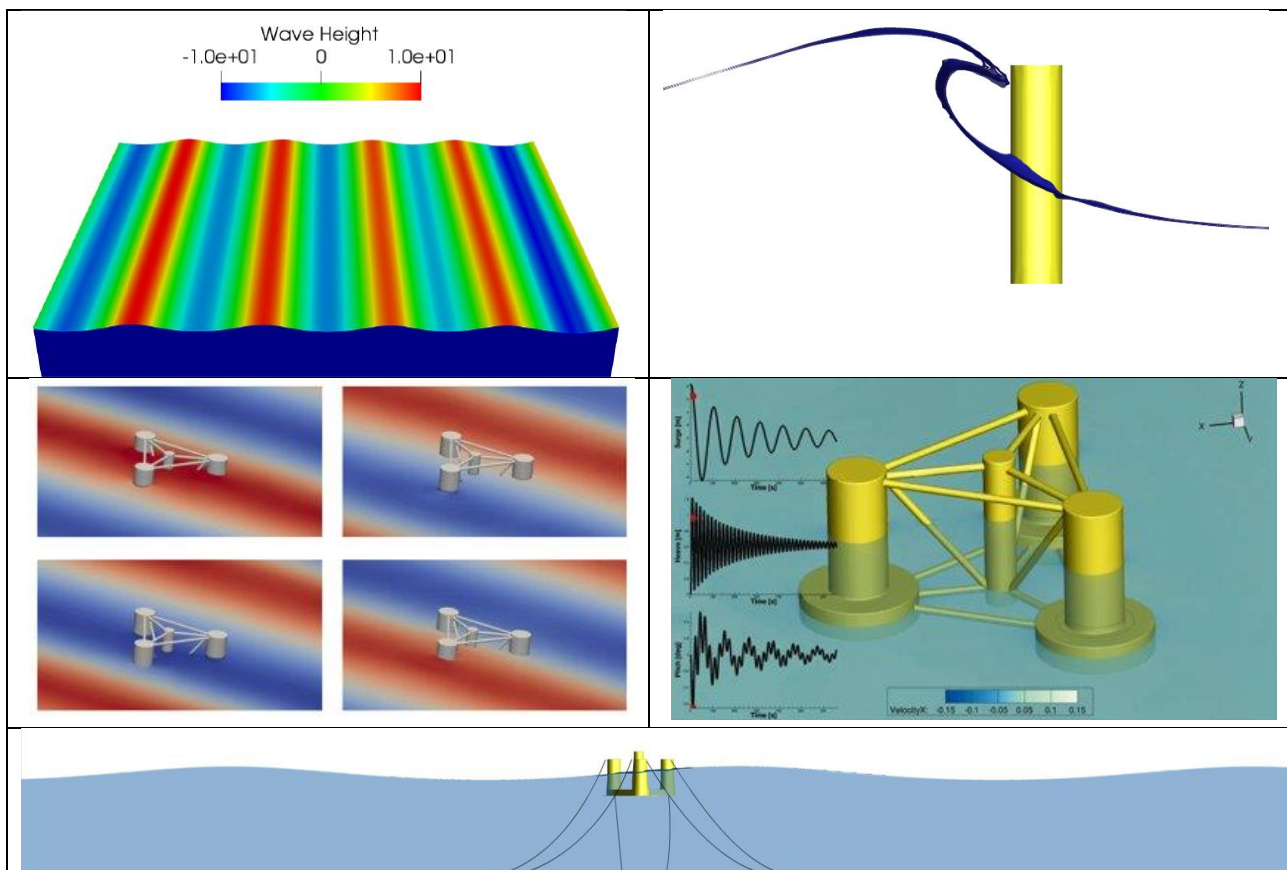 Wave Height
-1.0e+01 0 1.0e+01
Surge [m]
Time [s]
Heave [m]
Time [s]
Pitch [deg]
Time [s]
Z
X
VelocityX: -0.15 -0.1 -0.05 0.05 0.1 0.15